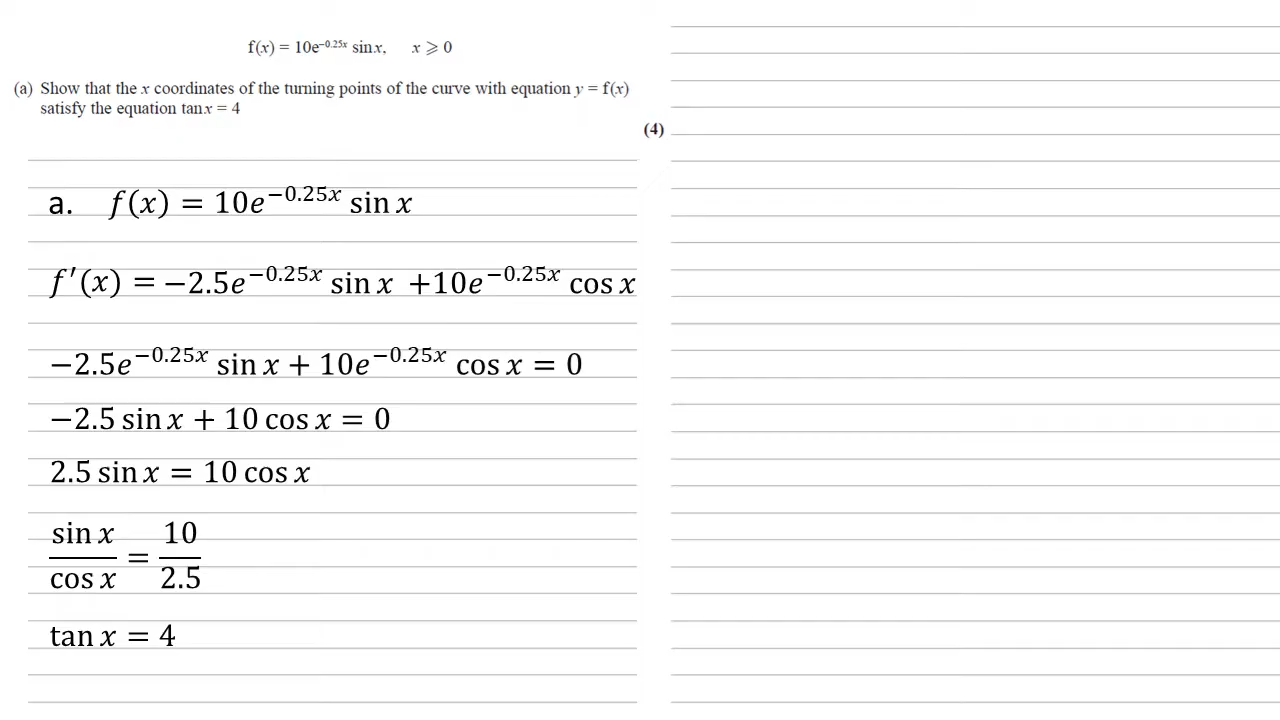 f(x) = 10e⁻⁰·²⁵ˣ sin x, x ⩾ 0
(a) Show that the x coordinates of the turning points of the curve with equation y = f(x)
satisfy the equation tan x = 4
(4)
a. f(x) = 10e^{−0.25x} sin x
f′(x) = −2.5e^{−0.25x} sin x +10e^{−0.25x} cos x
−2.5e^{−0.25x} sin x + 10e^{−0.25x} cos x = 0
−2.5 sin x + 10 cos x = 0
2.5 sin x = 10 cos x
sin x / cos x = 10 / 2.5
tan x = 4